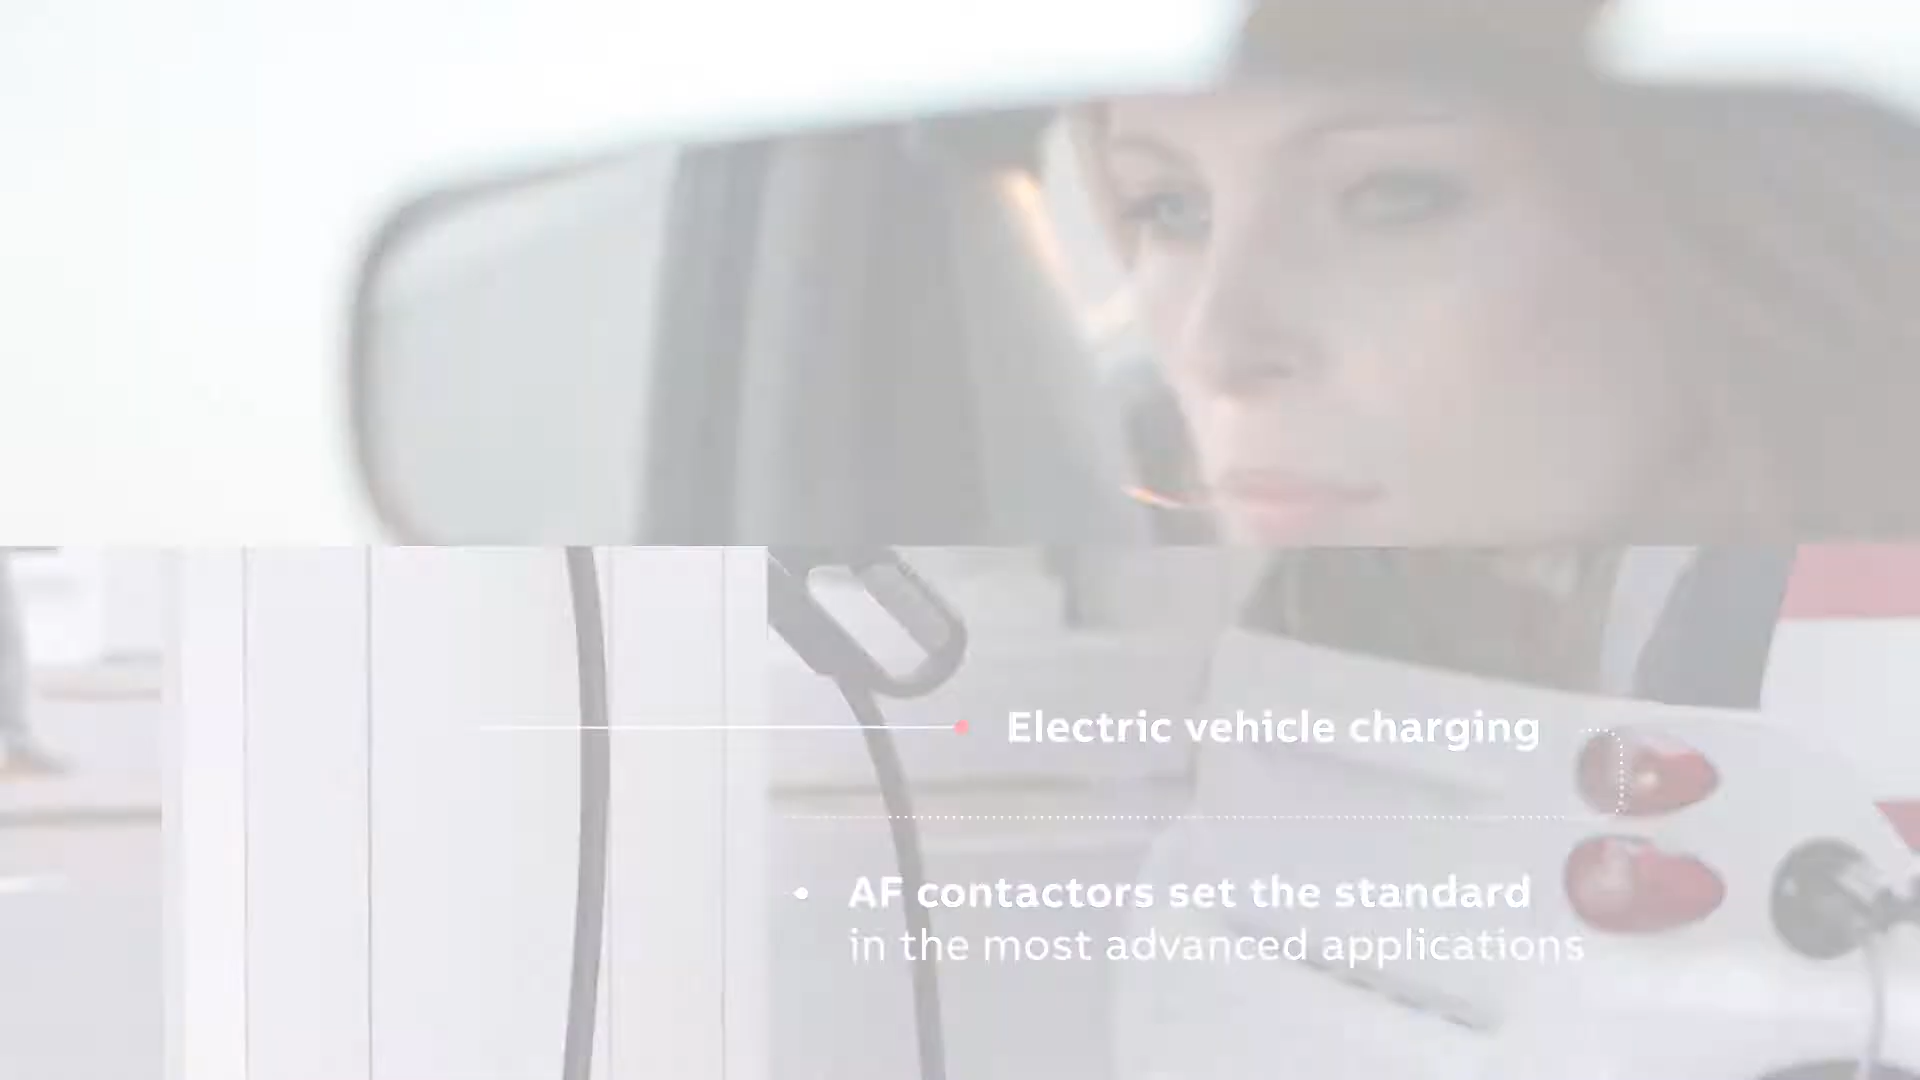 Electric vehicle charging
AF contactors set the standard
in the most advanced applications